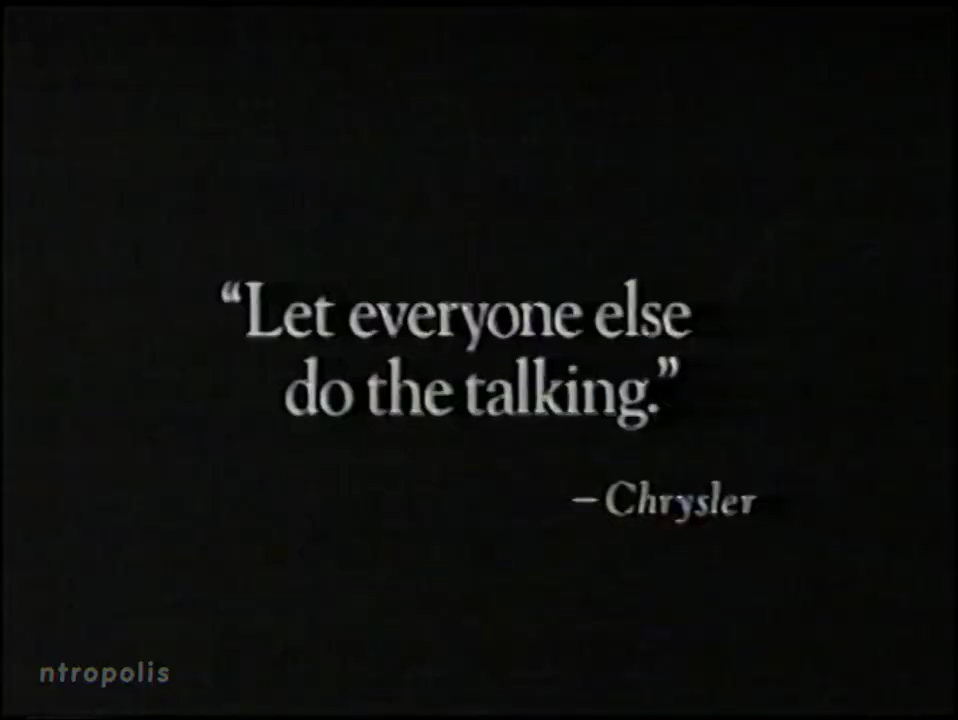 “Let everyone else
do the talking.”
–Chrysler
ntropolis